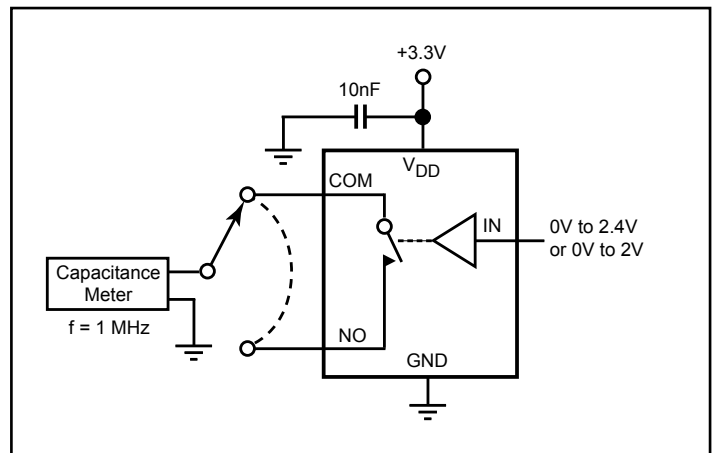 +3.3V
10nF
VDD
COM
IN
0V to 2.4V
or 0V to 2V
Capacitance
Meter
f = 1 MHz
NO
GND